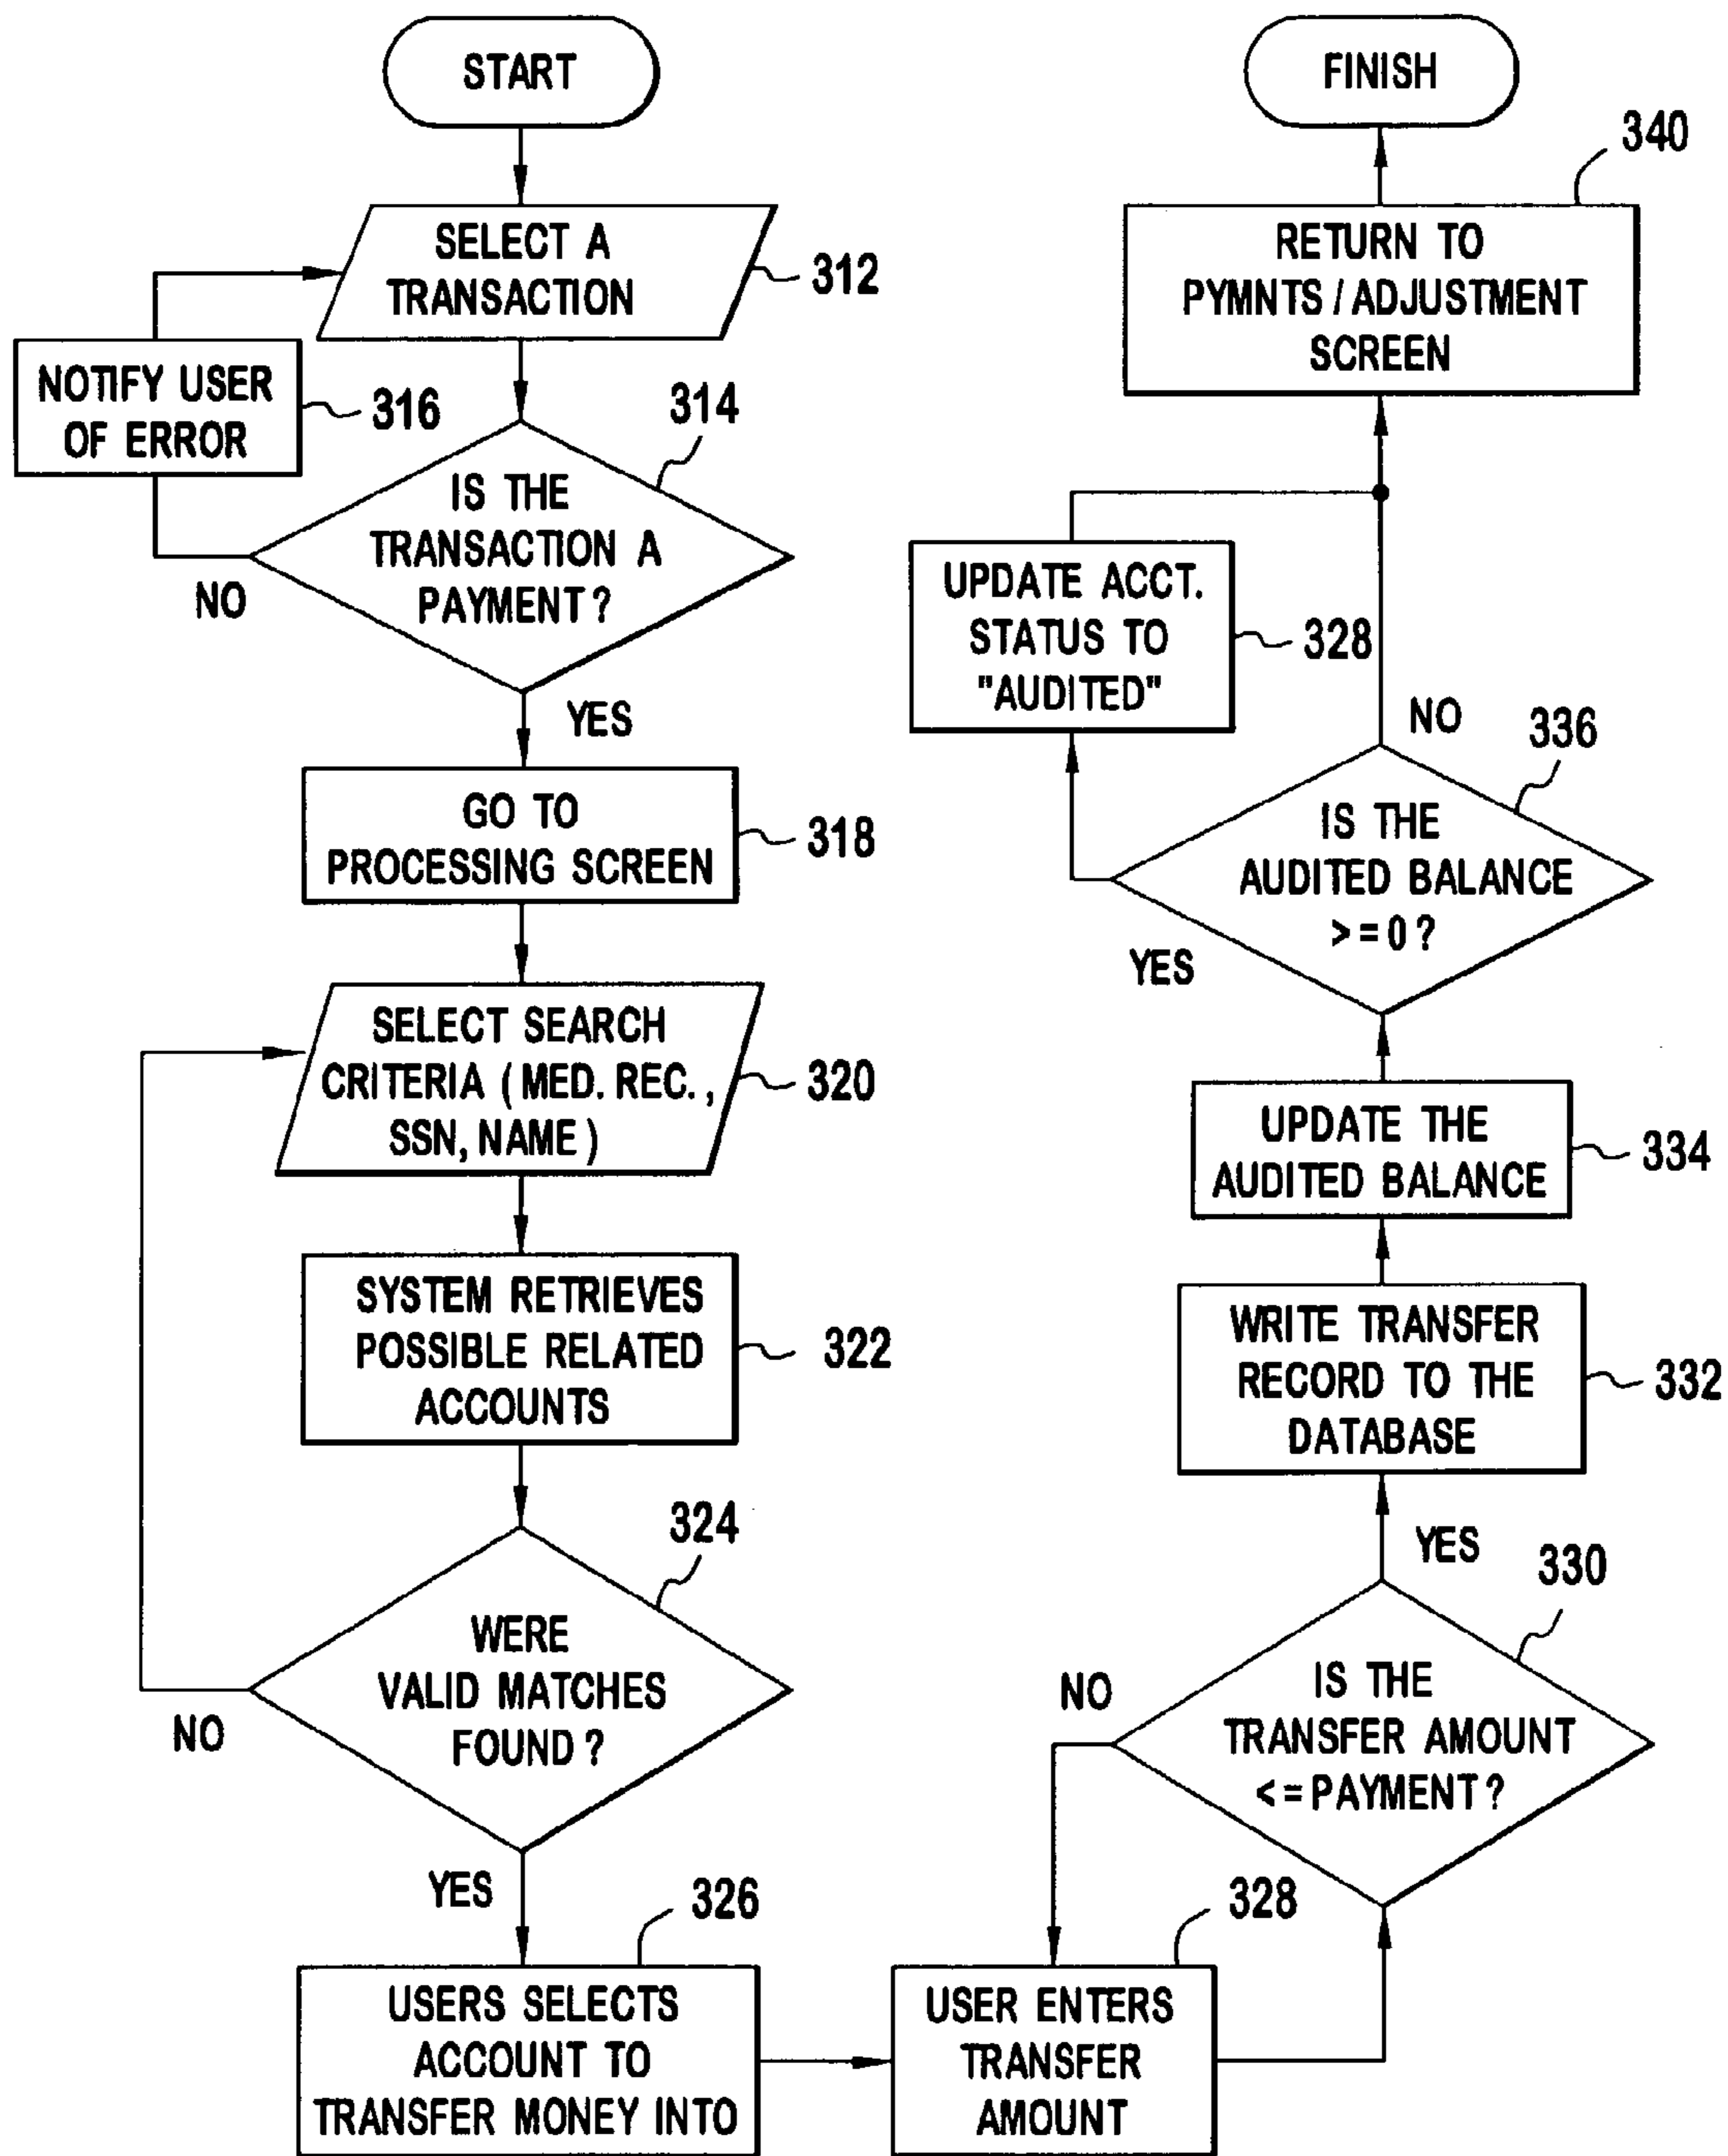 START
SELECT A
TRANSACTION
312
NOTIFY USER
OF ERROR
316
314
IS THE
TRANSACTION A
PAYMENT?
NO
YES
GO TO
PROCESSING SCREEN
318
SELECT SEARCH
CRITERIA (MED. REC.,
SSN, NAME)
320
SYSTEM RETRIEVES
POSSIBLE RELATED
ACCOUNTS
322
324
WERE
VALID MATCHES
FOUND?
NO
YES
326
USERS SELECTS
ACCOUNT TO
TRANSFER MONEY INTO
328
USER ENTERS
TRANSFER
AMOUNT
330
IS THE
TRANSFER AMOUNT
<=PAYMENT?
NO
YES
WRITE TRANSFER
RECORD TO THE
DATABASE
332
UPDATE THE
AUDITED BALANCE
334
336
IS THE
AUDITED BALANCE
>=0?
YES
NO
UPDATE ACCT.
STATUS TO
"AUDITED"
328
RETURN TO
PYMNTS / ADJUSTMENT
SCREEN
340
FINISH